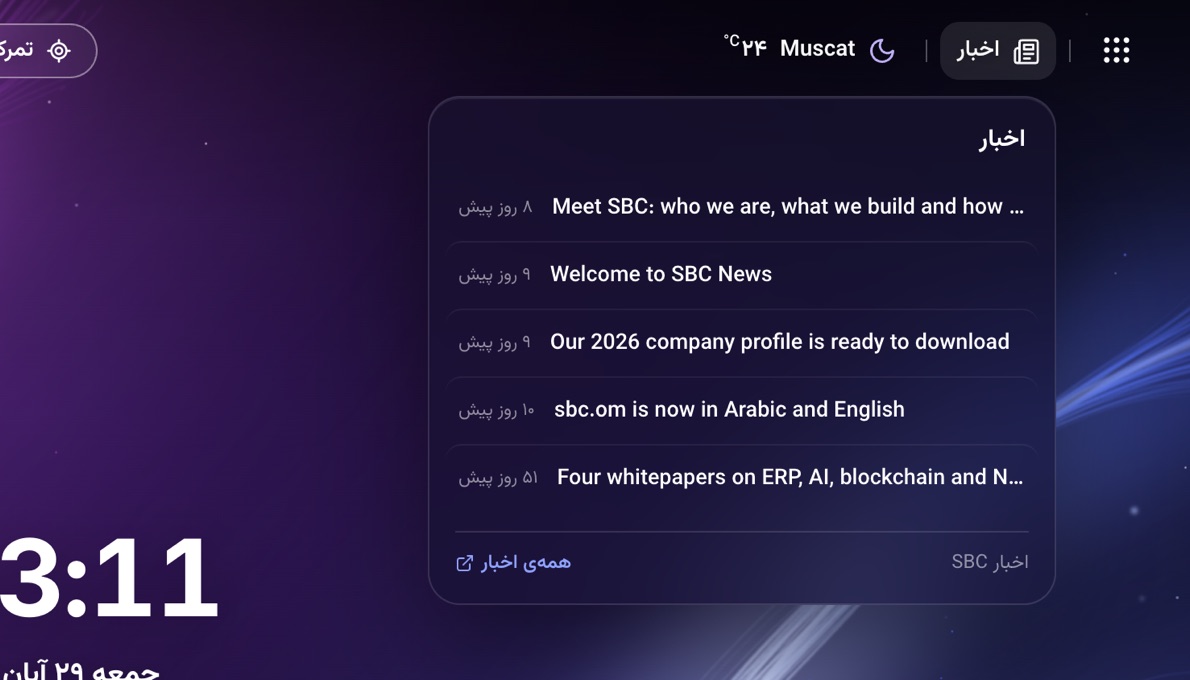 اخبار
Muscat ۲۴°C
اخبار
Meet SBC: who we are, what we build and how ...
۸ روز پیش
Welcome to SBC News
۹ روز پیش
Our 2026 company profile is ready to download
۹ روز پیش
sbc.om is now in Arabic and English
۱۰ روز پیش
Four whitepapers on ERP, AI, blockchain and N...
۵۱ روز پیش
اخبار SBC
همه‌ی اخبار
3:11
جمعه ۲۹ آبان